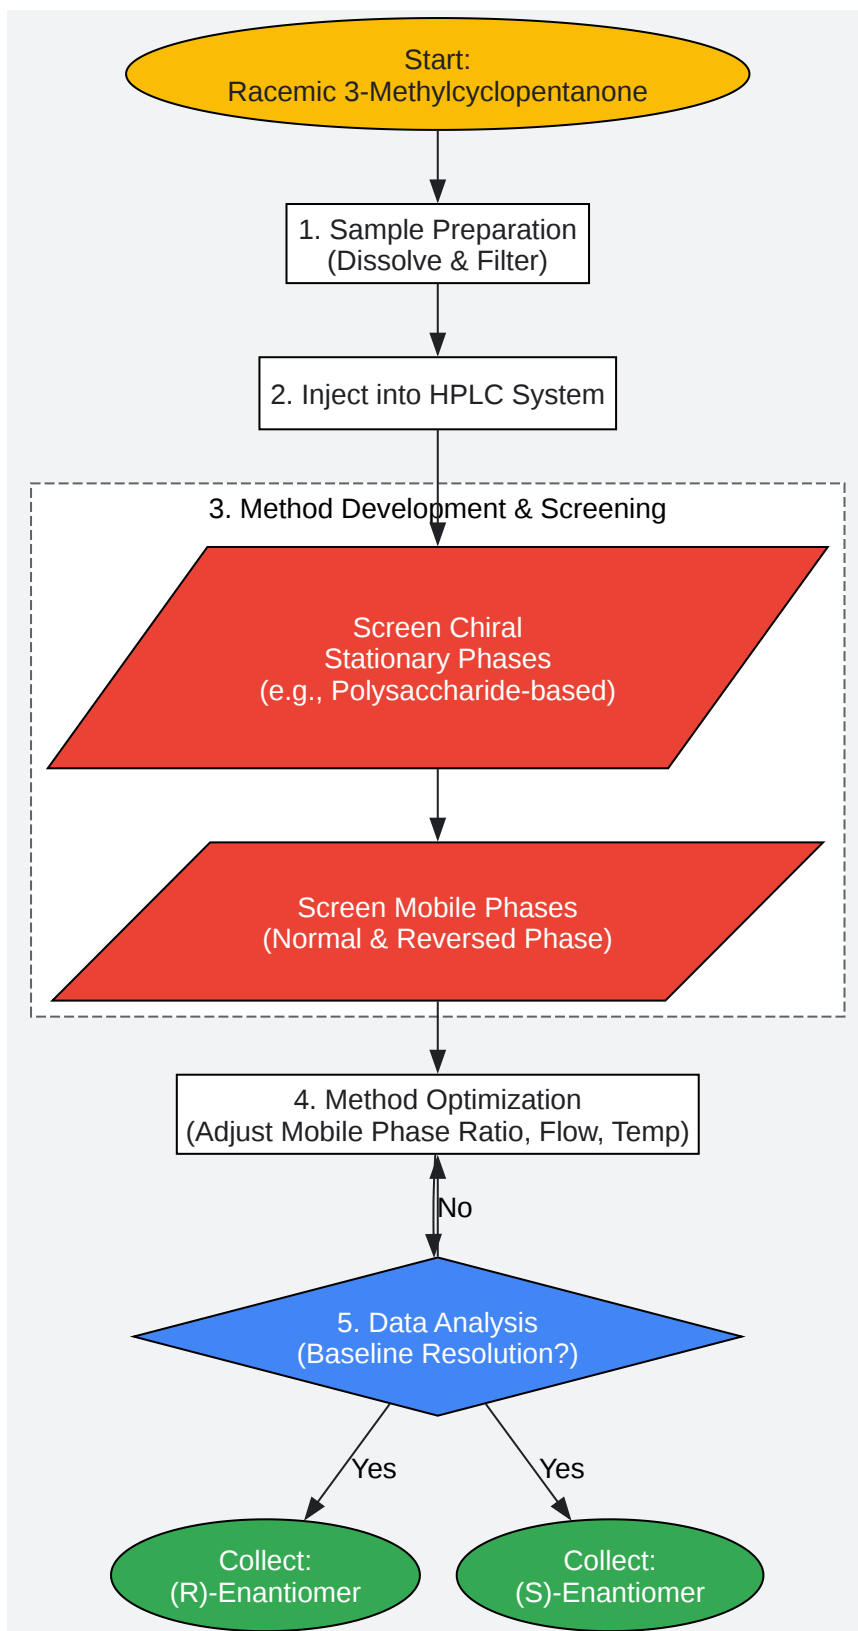 Start:
Racemic 3-Methylcyclopentanone
1. Sample Preparation
(Dissolve & Filter)
2. Inject into HPLC System
3. Method Development & Screening
Screen Chiral
Stationary Phases
(e.g., Polysaccharide-based)
Screen Mobile Phases
(Normal & Reversed Phase)
4. Method Optimization
(Adjust Mobile Phase Ratio, Flow, Temp)
No
5. Data Analysis
(Baseline Resolution?)
Yes
Yes
Collect:
(R)-Enantiomer
Collect:
(S)-Enantiomer